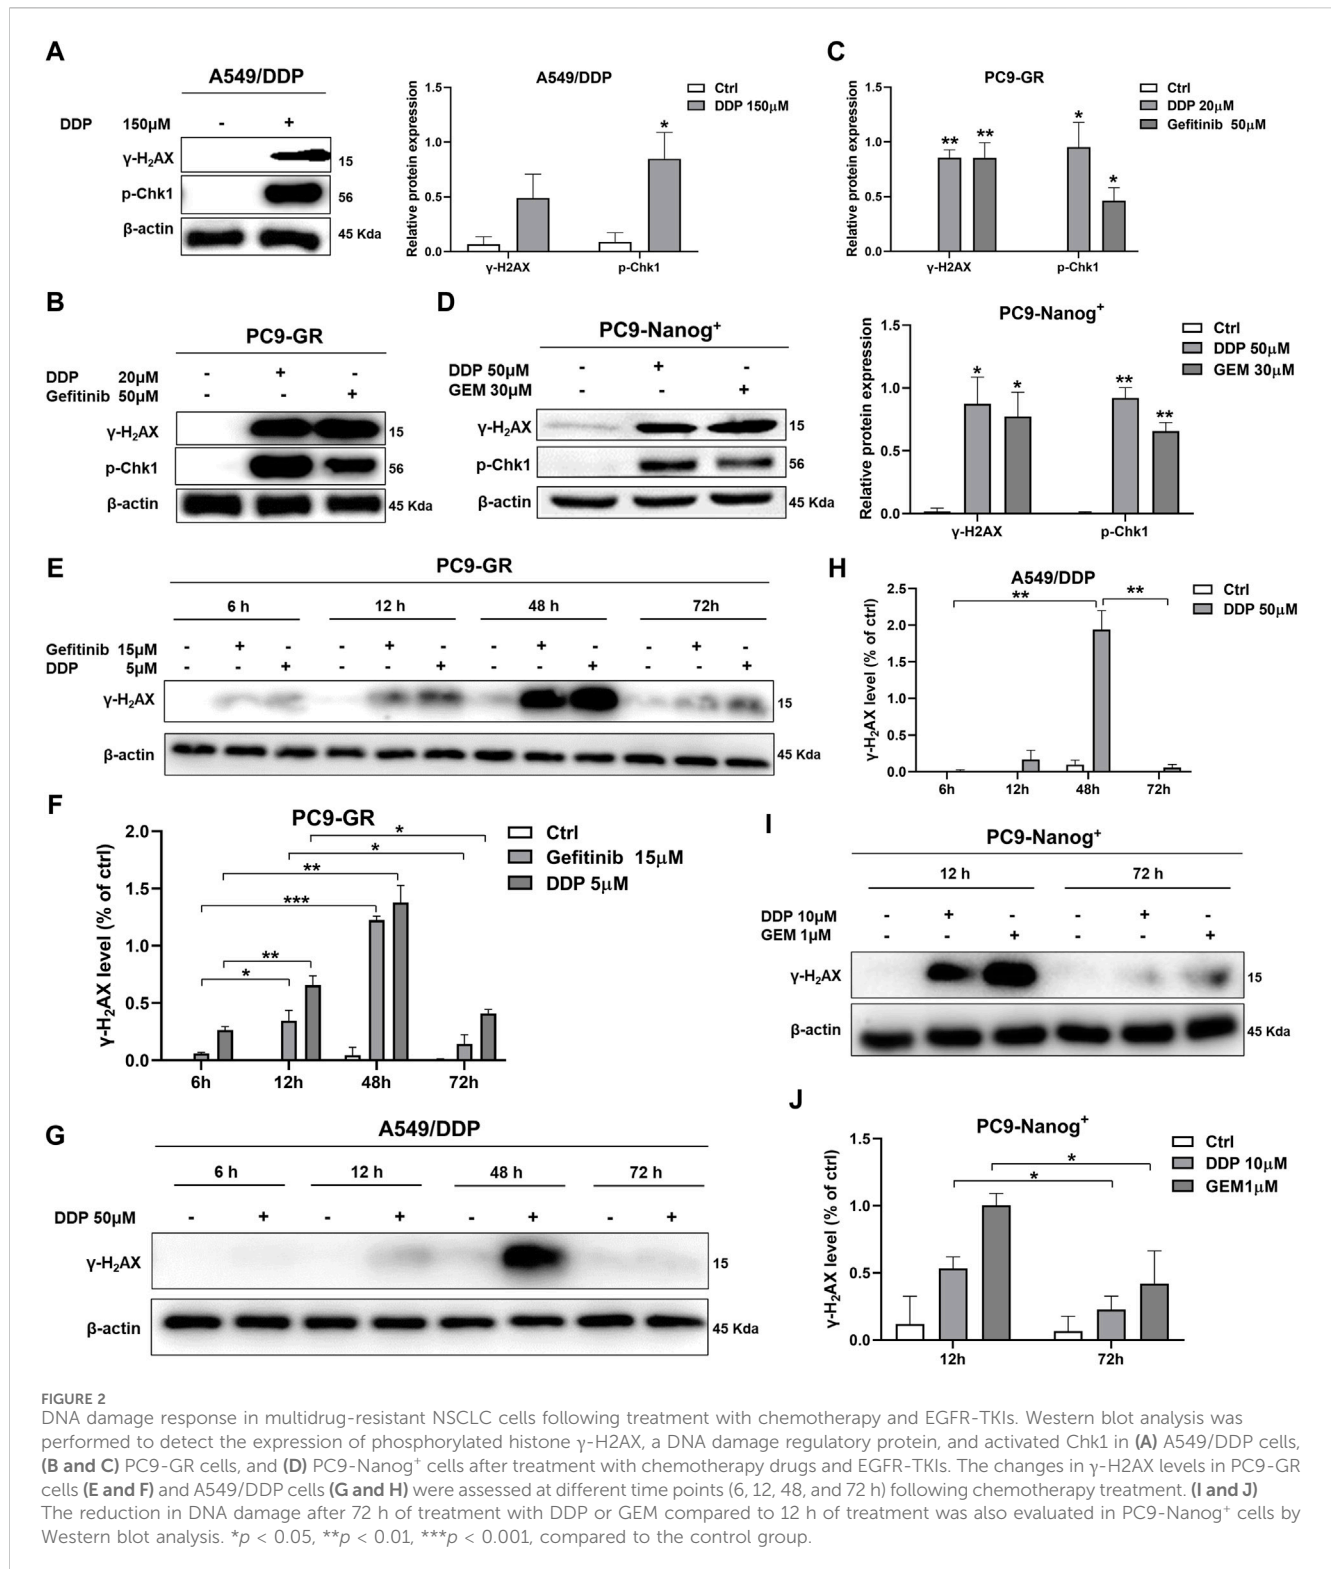 A
A549/DDP
DDP 150μM - +
γ-H₂AX 15
p-Chk1 56
β-actin 45 Kda
A549/DDP
Relative protein expression
1.5
1.0
0.5
0.0
γ-H2AX p-Chk1
*
Ctrl
DDP 150μM
C
PC9-GR
Relative protein expression
1.5
1.0
0.5
0.0
** ** * *
γ-H2AX p-Chk1
Ctrl
DDP 20μM
Gefitinib 50μM
B
PC9-GR
DDP 20μM - + -
Gefitinib 50μM - - +
γ-H₂AX 15
p-Chk1 56
β-actin 45 Kda
D
PC9-Nanog⁺
DDP 50μM - + -
GEM 30μM - - +
γ-H₂AX 15
p-Chk1 56
β-actin 45 Kda
PC9-Nanog⁺
Relative protein expression
1.5
1.0
0.5
0.0
* * ** **
γ-H2AX p-Chk1
Ctrl
DDP 50μM
GEM 30μM
E
PC9-GR
6 h 12 h 48 h 72h
Gefitinib 15μM - + - - + - - + - - + -
DDP 5μM - - + - - + - - + - - +
γ-H₂AX 15
β-actin 45 Kda
H
A549/DDP
γ-H₂AX level (% of ctrl)
2.5
2.0
1.5
1.0
0.5
0.0
** **
6h 12h 48h 72h
Ctrl
DDP 50μM
F
PC9-GR
γ-H₂AX level (% of ctrl)
2.0
1.5
1.0
0.5
0.0
*
*
**
***
**
*
6h 12h 48h 72h
Ctrl
Gefitinib 15μM
DDP 5μM
I
PC9-Nanog⁺
12 h 72 h
DDP 10μM - + - - + -
GEM 1μM - - + - - +
γ-H₂AX 15
β-actin 45 Kda
G
A549/DDP
6 h 12 h 48 h 72 h
DDP 50μM - + - + - + - +
γ-H₂AX 15
β-actin 45 Kda
J
PC9-Nanog⁺
γ-H₂AX level (% of ctrl)
1.5
1.0
0.5
0.0
*
*
12h 72h
Ctrl
DDP 10μM
GEM1μM
FIGURE 2
DNA damage response in multidrug-resistant NSCLC cells following treatment with chemotherapy and EGFR-TKIs. Western blot analysis was
performed to detect the expression of phosphorylated histone γ-H2AX, a DNA damage regulatory protein, and activated Chk1 in (A) A549/DDP cells,
(B and C) PC9-GR cells, and (D) PC9-Nanog⁺ cells after treatment with chemotherapy drugs and EGFR-TKIs. The changes in γ-H2AX levels in PC9-GR
cells (E and F) and A549/DDP cells (G and H) were assessed at different time points (6, 12, 48, and 72 h) following chemotherapy treatment. (I and J)
The reduction in DNA damage after 72 h of treatment with DDP or GEM compared to 12 h of treatment was also evaluated in PC9-Nanog⁺ cells by
Western blot analysis. *p < 0.05, **p < 0.01, ***p < 0.001, compared to the control group.